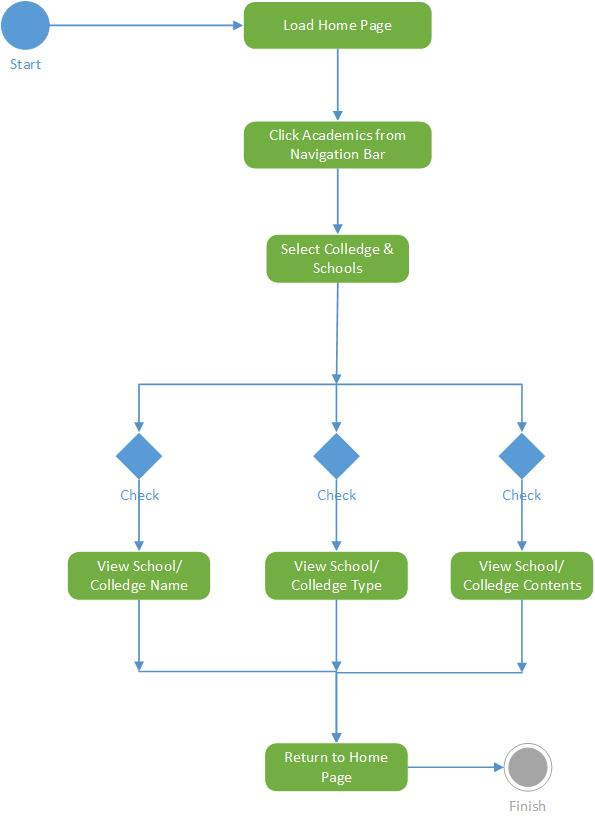 Load Home Page
Start
Click Academics from
Navigation Bar
Select Colledge &
Schools
Check
Check
Check
View School/
Colledge Name
View School/
Colledge Type
View School/
Colledge Contents
Return to Home
Page
Finish